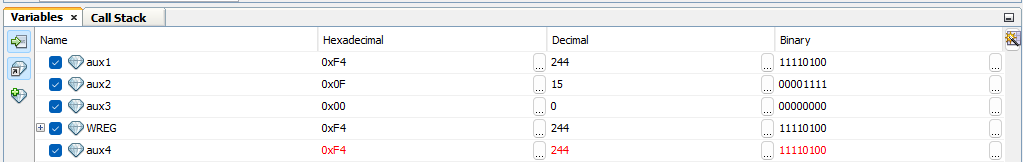 Variables × Call Stack
Name Hexadecimal Decimal Binary
aux1 0xF4 ... 244 ... 11110100 ...
aux2 0x0F ... 15 ... 00001111 ...
aux3 0x00 ... 0 ... 00000000 ...
WREG 0xF4 ... 244 ... 11110100 ...
aux4 0xF4 ... 244 ... 11110100 ...